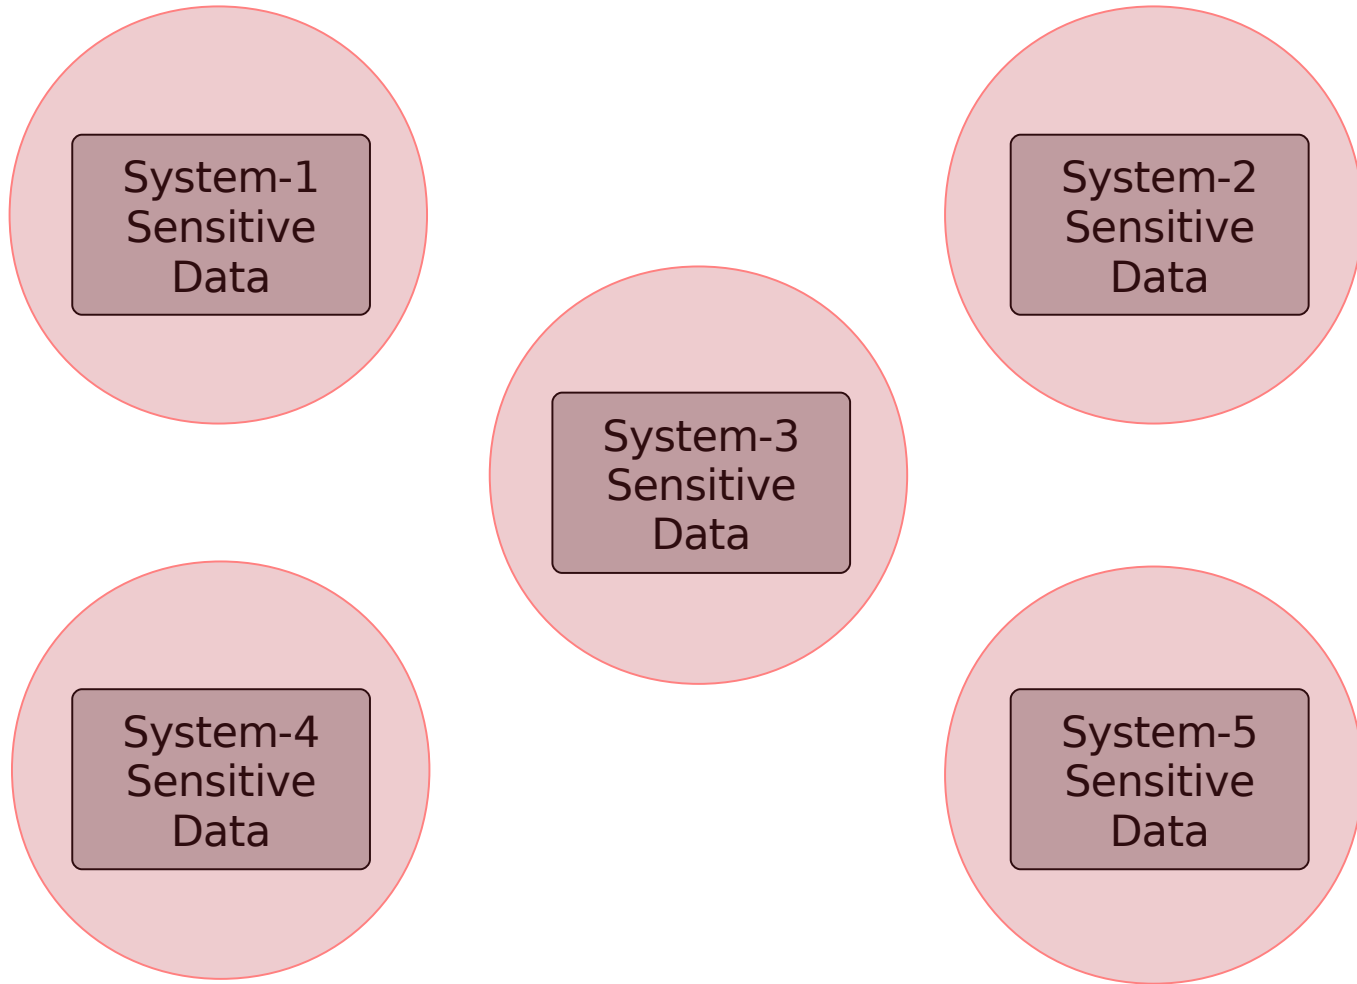 System-1
Sensitive
Data
System-2
Sensitive
Data
System-3
Sensitive
Data
System-4
Sensitive
Data
System-5
Sensitive
Data